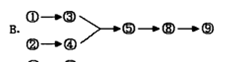 ① ③
B. ⑤ ⑧ ⑨
② ④